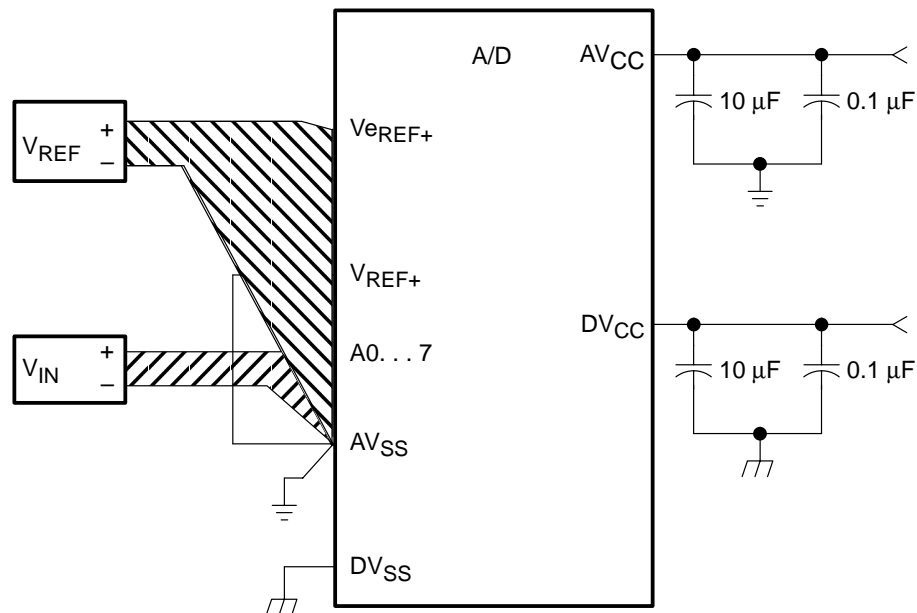 A/D
AVCC
10 μF
0.1 μF
VREF
+
−
VeREF+
VREF+
DVCC
VIN
+
−
A0. . . 7
10 μF
0.1 μF
AVSS
DVSS